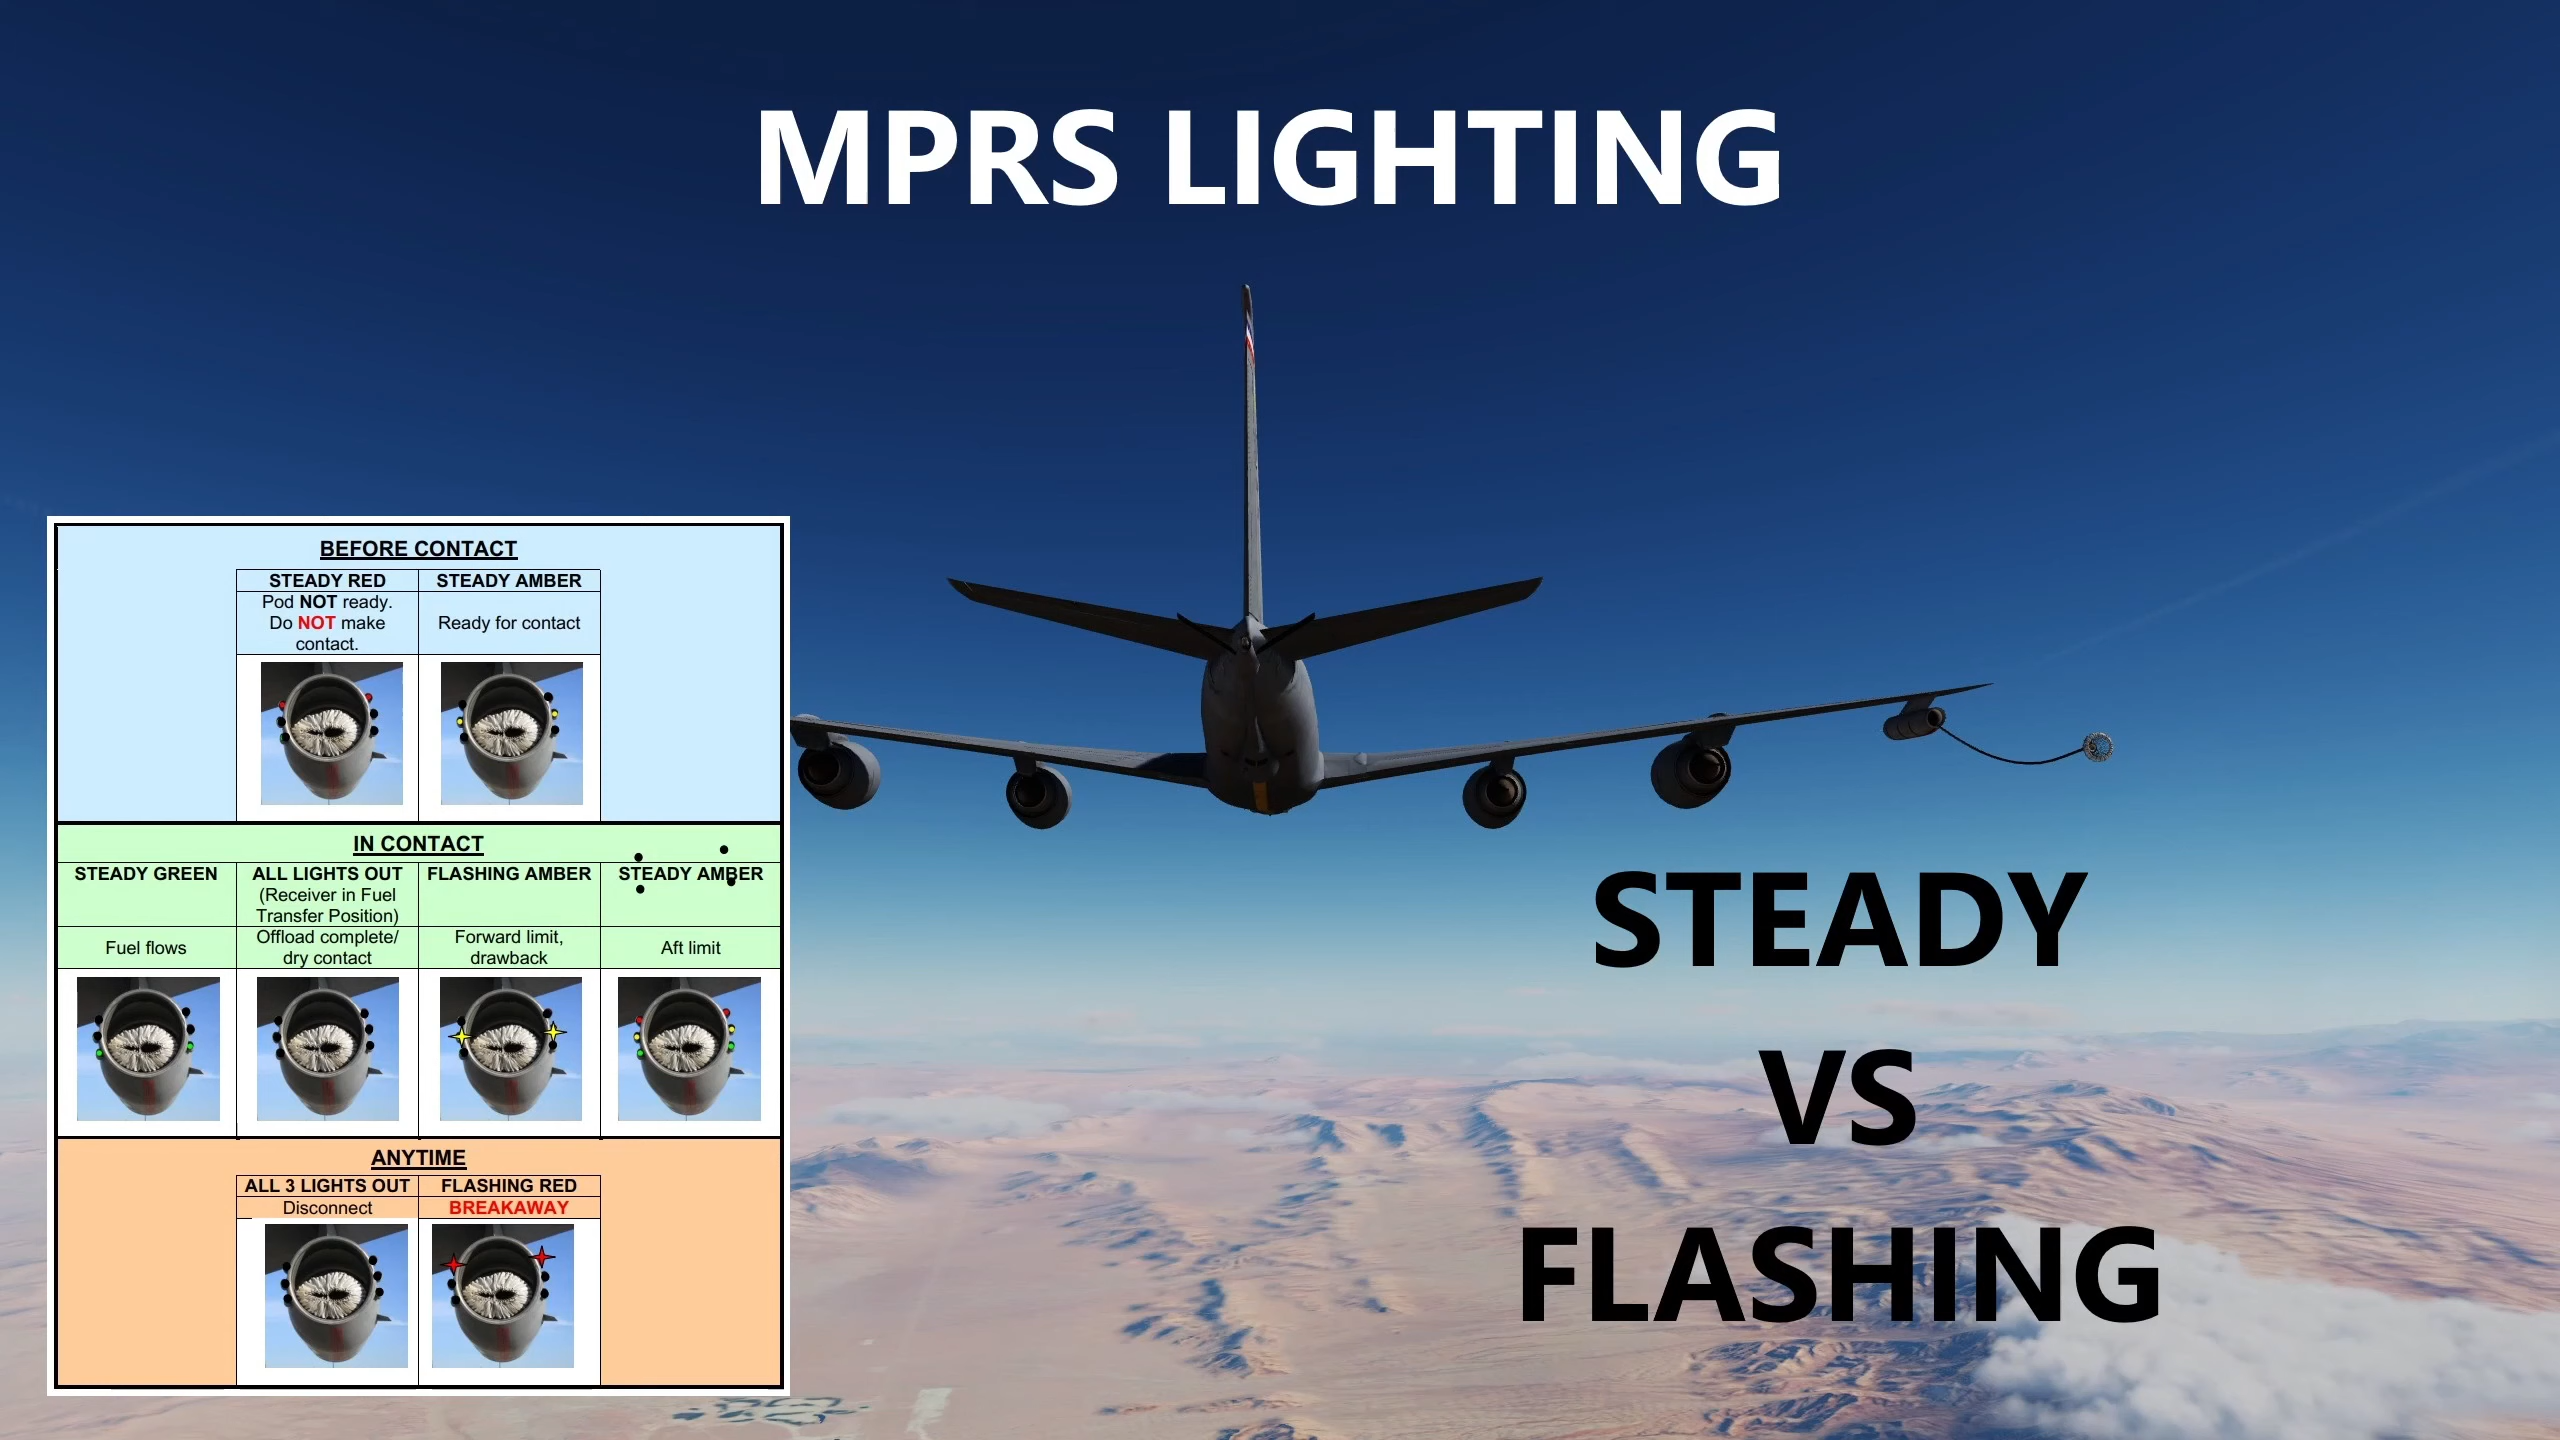 MPRS LIGHTING
BEFORE CONTACT
STEADY RED
Pod NOT ready.
Do NOT make
contact.
STEADY AMBER
Ready for contact
IN CONTACT
STEADY GREEN
Fuel flows
ALL LIGHTS OUT
(Receiver in Fuel
Transfer Position)
Offload complete/
dry contact
FLASHING AMBER
Forward limit,
drawback
STEADY AMBER
Aft limit
ANYTIME
ALL 3 LIGHTS OUT
Disconnect
FLASHING RED
BREAKAWAY
STEADY
VS
FLASHING